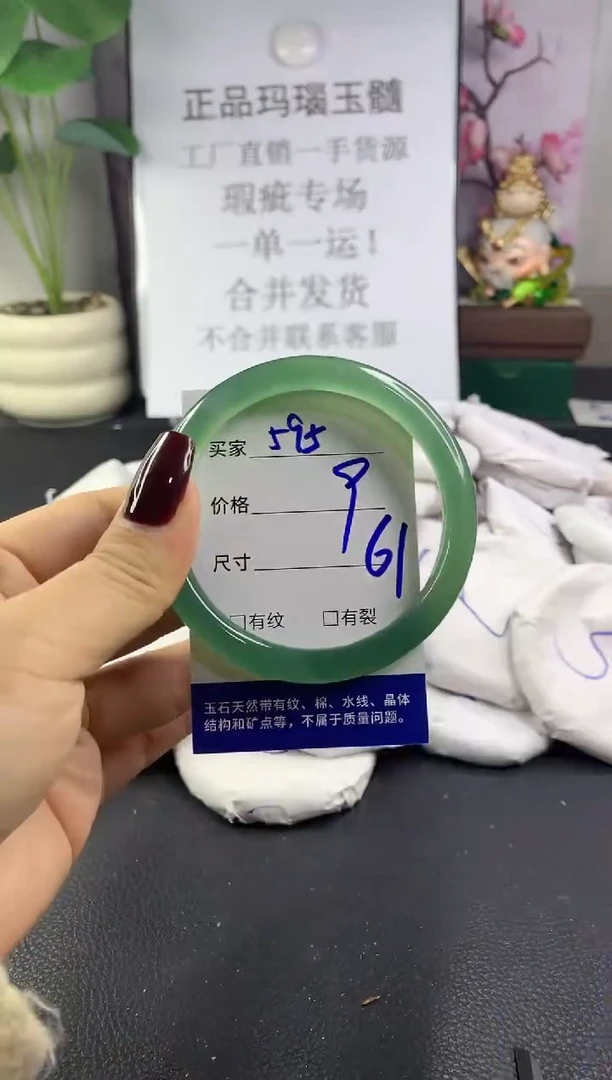 正品玛瑙玉髓
工厂直销一手货源
瑕疵专场
一单一运！
合并发货
不合并联系客服
买家 595
价格 9
尺寸 61
□有纹 □有裂
玉石天然带有纹、棉、水线、晶体
结构和矿点等，不属于质量问题。